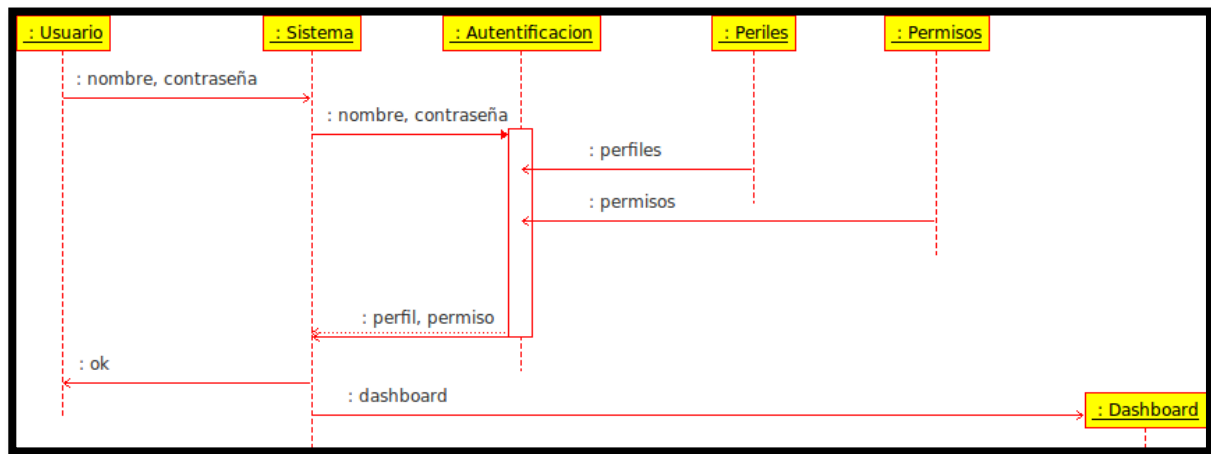 : Usuario
: Sistema
: Autentificacion
: Periles
: Permisos
: nombre, contraseña
: nombre, contraseña
: perfiles
: permisos
: perfil, permiso
: ok
: dashboard
: Dashboard